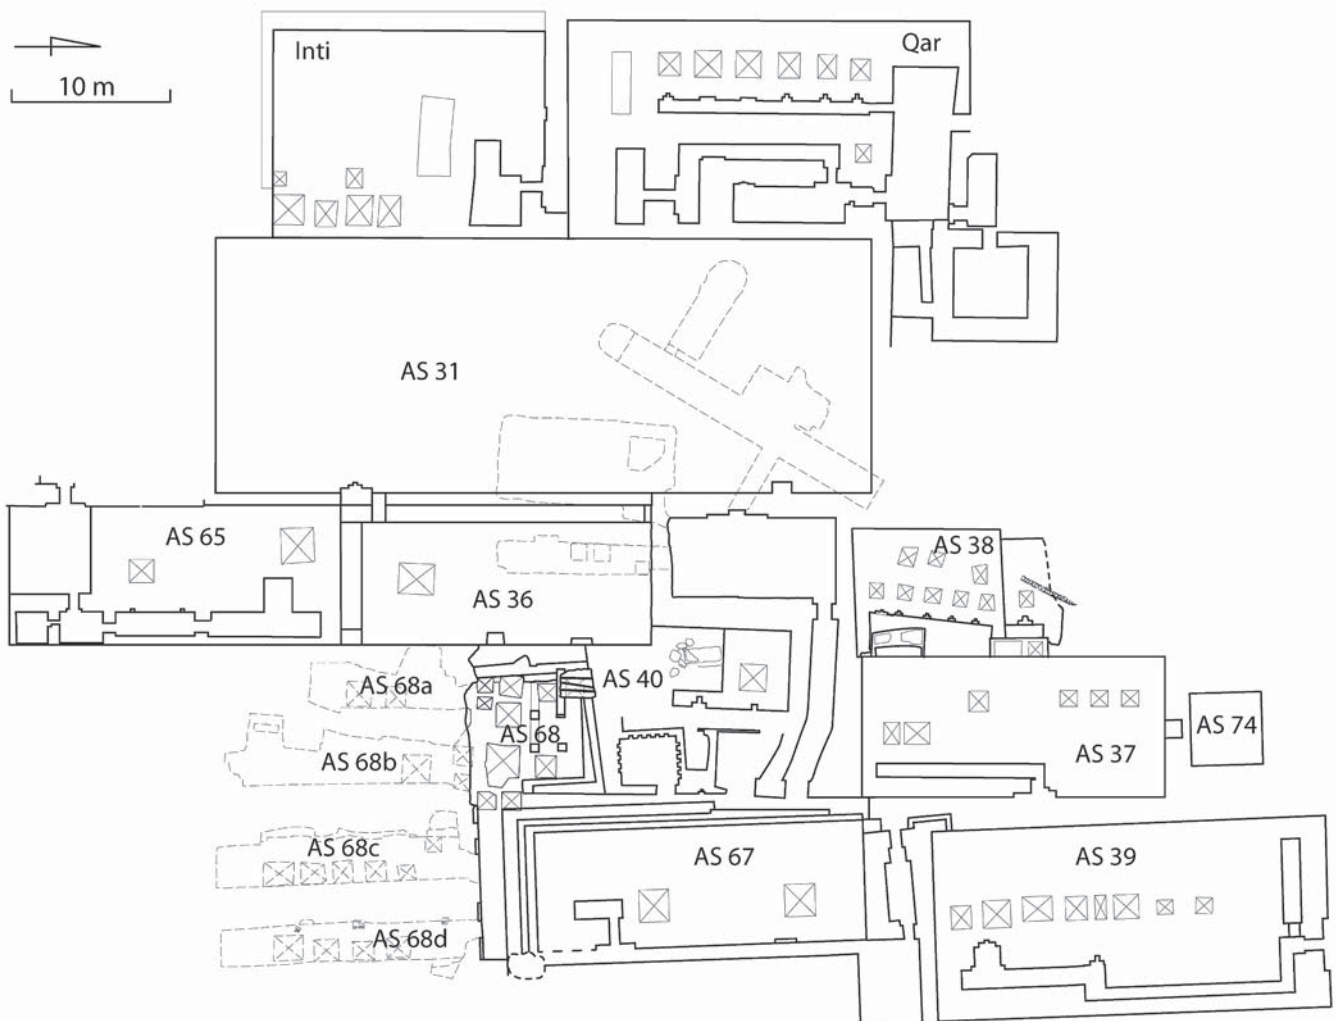 Inti
Qar
10 m
AS 31
AS 65
AS 38
AS 36
AS 40
AS 68a
AS 68
AS 74
AS 68b
AS 37
AS 68c
AS 67
AS 39
AS 68d